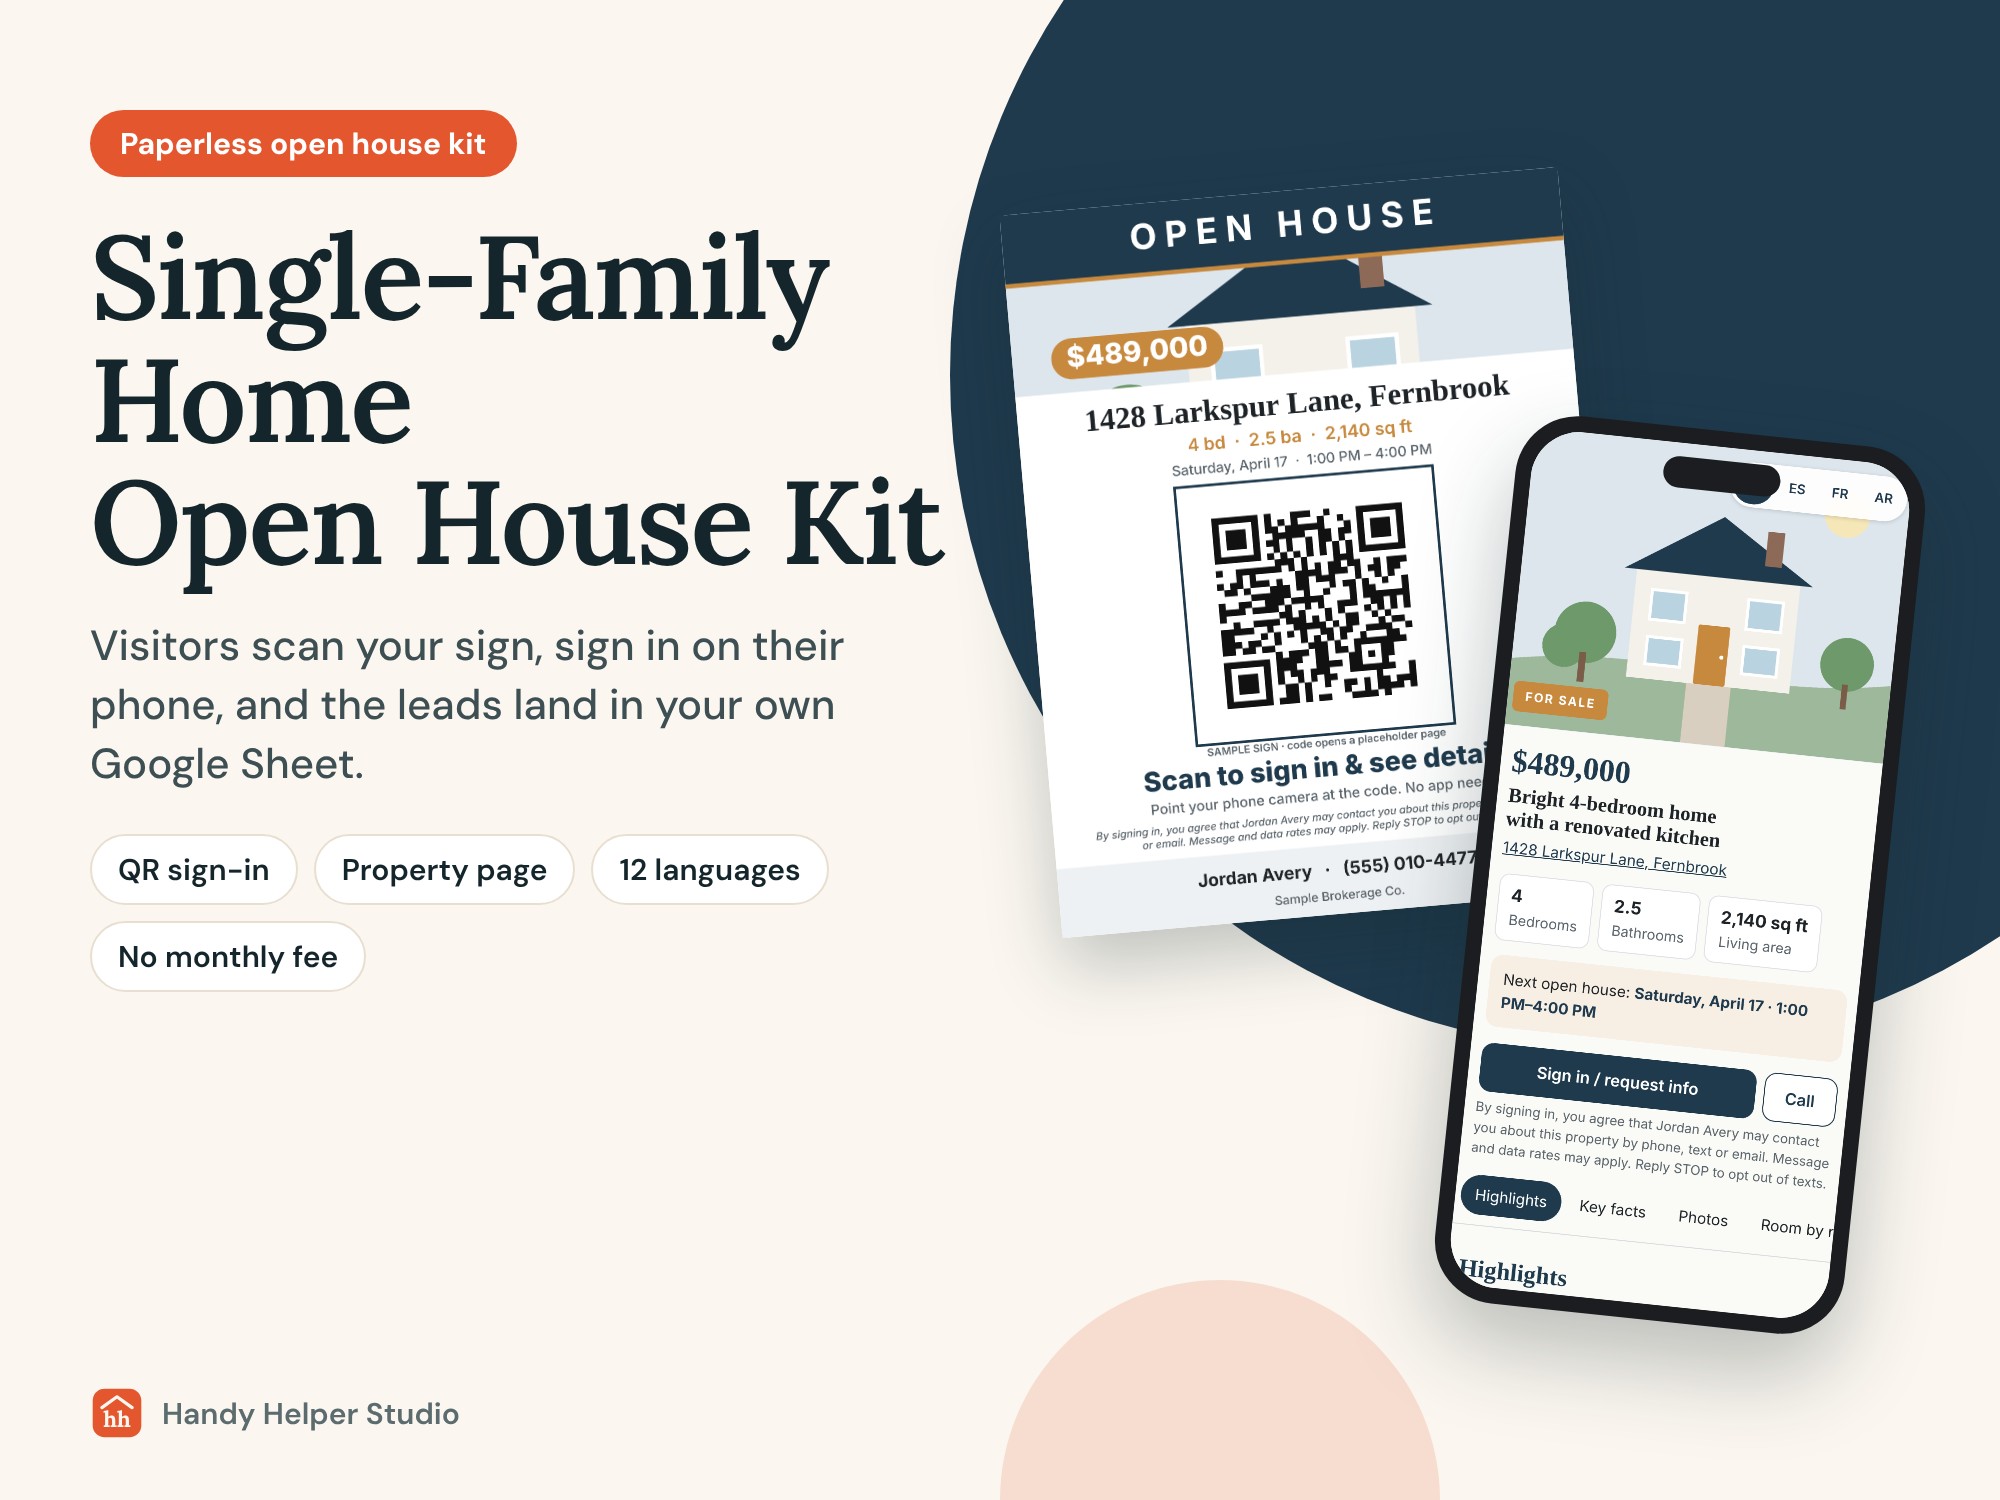 Paperless open house kit
Single-Family
Home
Open House Kit
Visitors scan your sign, sign in on their
phone, and the leads land in your own
Google Sheet.
QR sign-in
Property page
12 languages
No monthly fee
hh
Handy Helper Studio
OPEN HOUSE
$489,000
1428 Larkspur Lane, Fernbrook
4 bd · 2.5 ba · 2,140 sq ft
Saturday, April 17 · 1:00 PM – 4:00 PM
SAMPLE SIGN · code opens a placeholder page
Scan to sign in & see
Point your phone camera at the code. No app
By signing in, you agree that Jordan Avery may contact you about this
or email. Message and data rates may apply. Reply STOP to opt
Jordan Avery · (555) 010-4477
Sample Brokerage Co.
ES FR AR
FOR SALE
$489,000
Bright 4-bedroom home
with a renovated kitchen
1428 Larkspur Lane, Fernbrook
4
Bedrooms
2.5
Bathrooms
2,140 sq ft
Living area
Next open house: Saturday, April 17 · 1:00
PM–4:00 PM
Sign in / request info
Call
By signing in, you agree that Jordan Avery may contact
you about this property by phone, text or email. Message
and data rates may apply. Reply STOP to opt out of texts.
Highlights
Key facts
Photos
Room by
Highlights